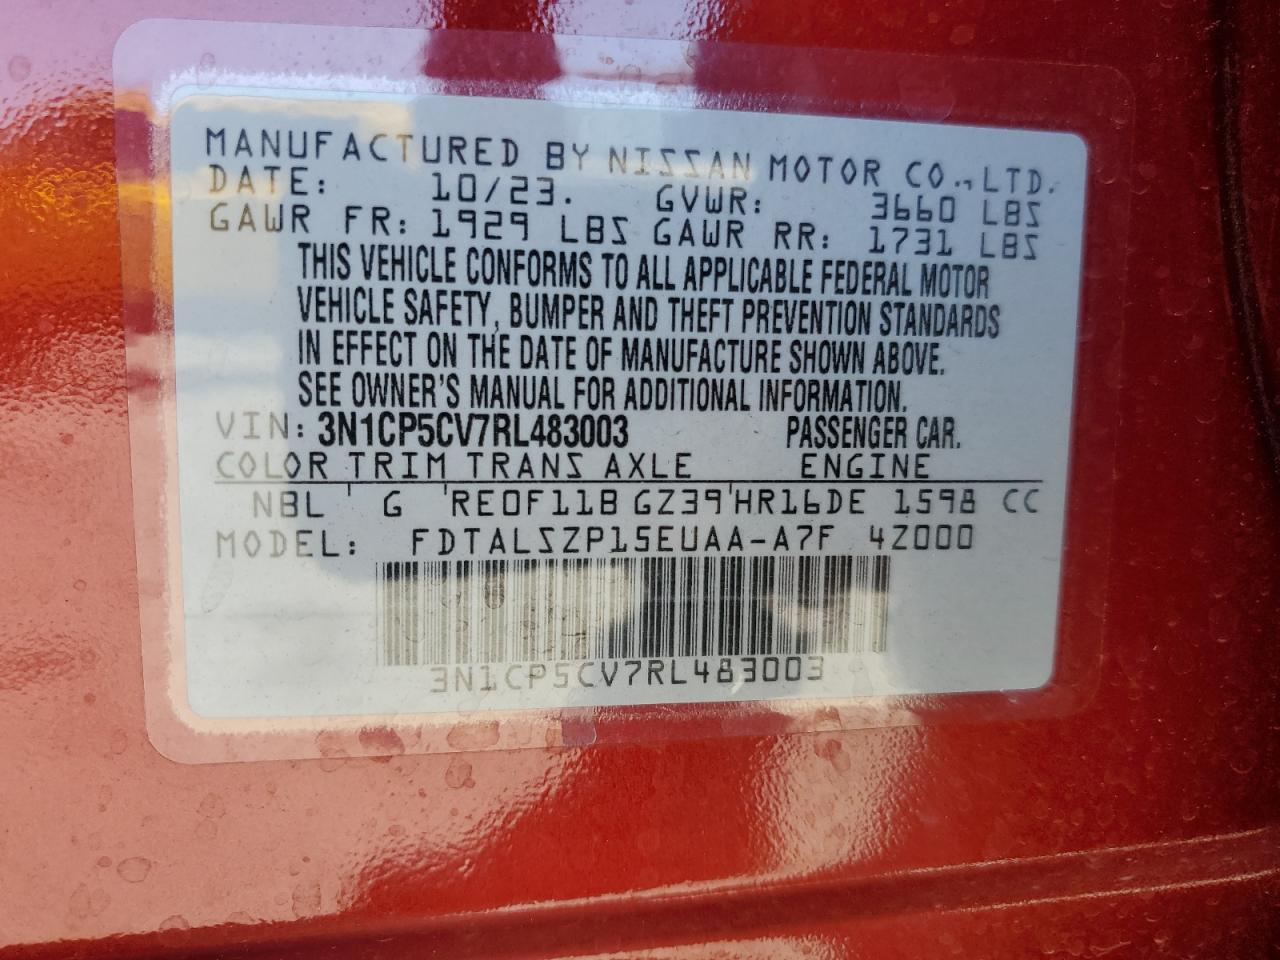 MANUFACTURED BY NISSAN MOTOR CO., LTD.
DATE: 10/23. GVWR: 3660 LBS
GAWR FR: 1929 LBS GAWR RR: 1731 LBS
THIS VEHICLE CONFORMS TO ALL APPLICABLE FEDERAL MOTOR
VEHICLE SAFETY, BUMPER AND THEFT PREVENTION STANDARDS
IN EFFECT ON THE DATE OF MANUFACTURE SHOWN ABOVE.
SEE OWNER'S MANUAL FOR ADDITIONAL INFORMATION.
VIN: 3N1CP5CV7RL483003 PASSENGER CAR.
COLOR TRIM TRANS AXLE ENGINE
NBL G RE0F11B GZ39 HR16DE 1598 CC
MODEL: FDTALSZP15EUAA-A7F 4Z000
3N1CP5CV7RL483003